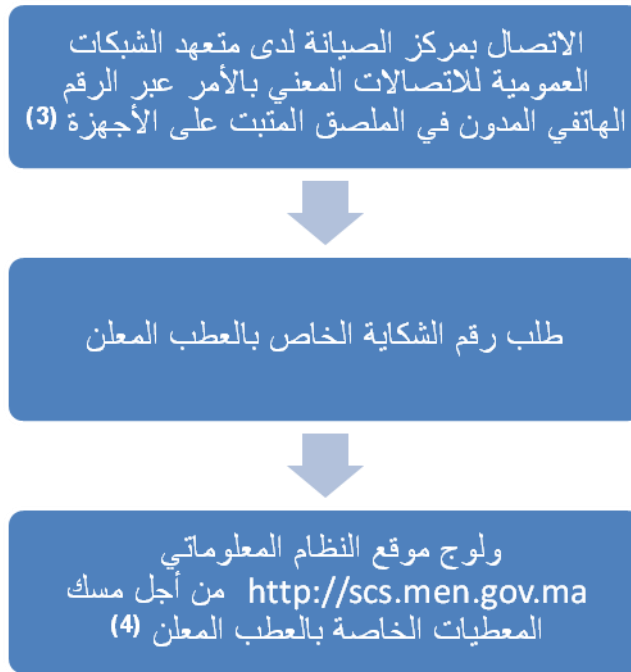 الاتصال بمركز الصيانة لدى متعهد الشبكات
العمومية للاتصالات المعني بالأمر عبر الرقم
الهاتفي المدون في الملصق المتبت على الأجهزة (3)
طلب رقم الشكاية الخاص بالعطب المعلن
ولوج موقع النظام المعلوماتي
http://scs.men.gov.ma من أجل مسك
المعطيات الخاصة بالعطب المعلن (4)